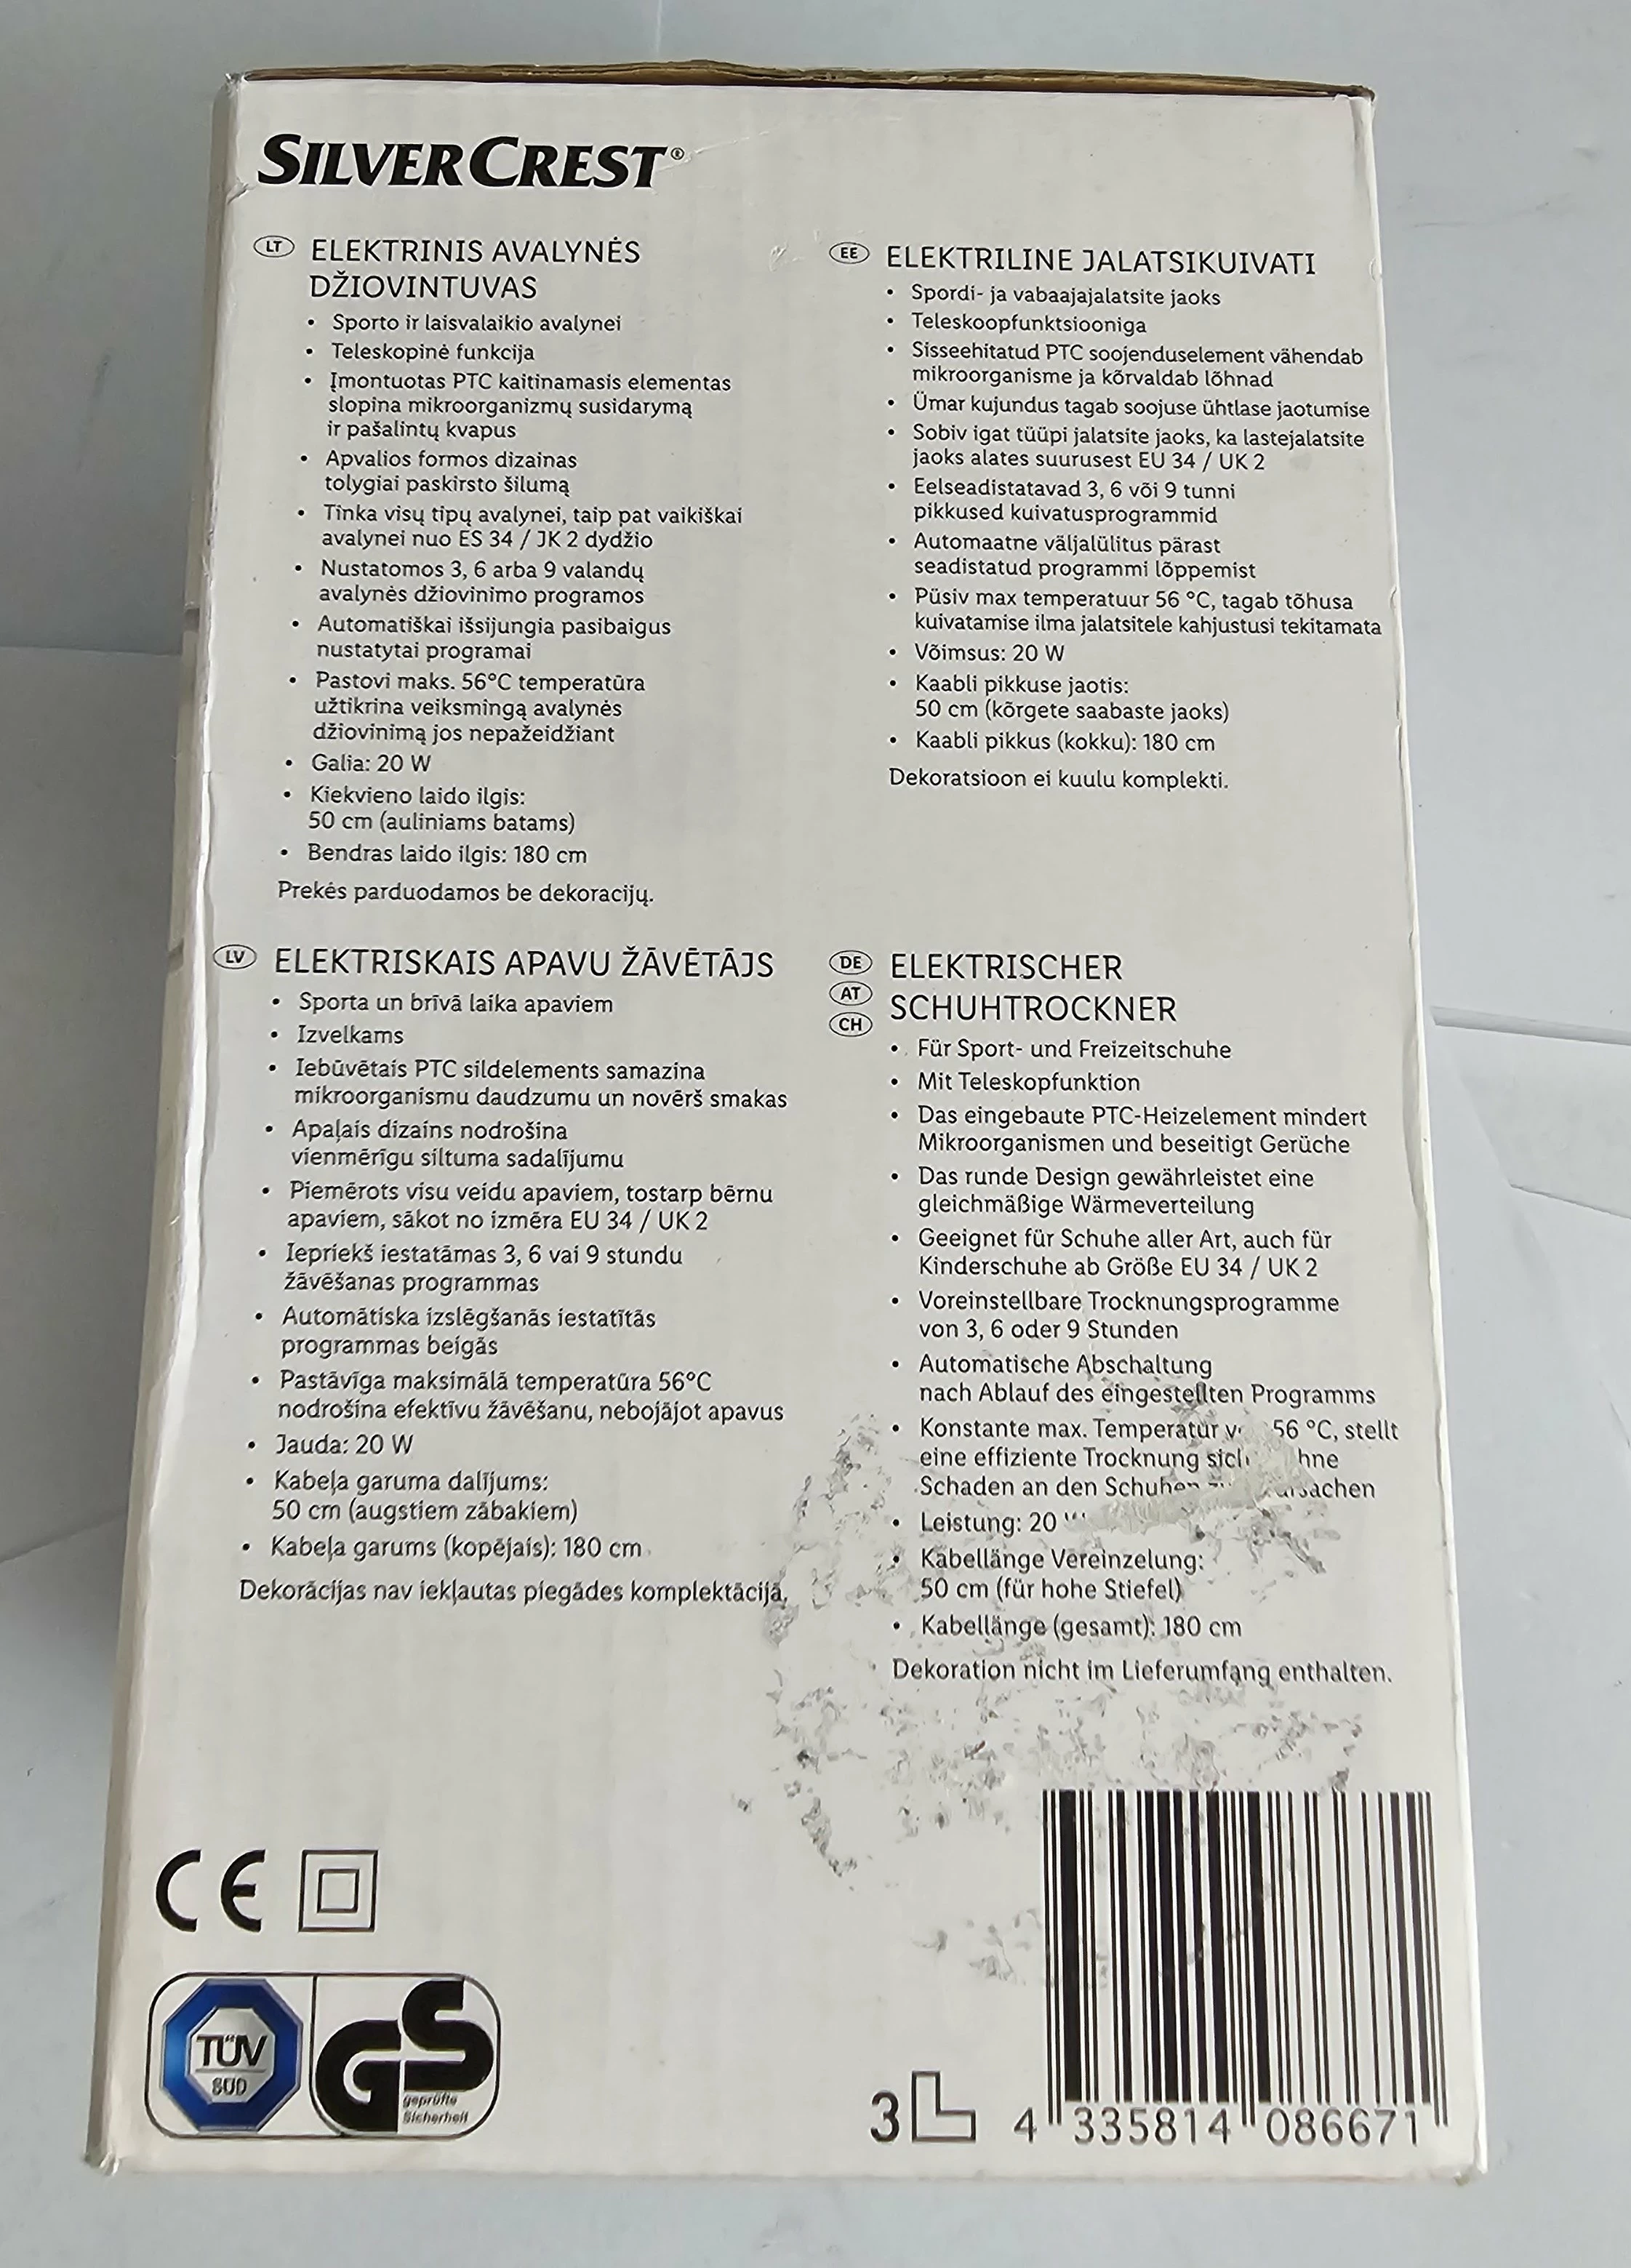 SILVERCREST®
LT ELEKTRINIS AVALYNĖS
DŽIOVINTUVAS
• Sporto ir laisvalaikio avalynei
• Teleskopinė funkcija
• Įmontuotas PTC kaitinamasis elementas
slopina mikroorganizmų susidarymą
ir pašalintų kvapus
• Apvalios formos dizainas
tolygiai paskirsto šilumą
• Tinka visų tipų avalynei, taip pat vaikiškai
avalynei nuo ES 34 / JK 2 dydžio
• Nustatomos 3, 6 arba 9 valandų
avalynės džiovinimo programos
• Automatiškai išsijungia pasibaigus
nustatytai programai
• Pastovi maks. 56°C temperatūra
užtikrina veiksmingą avalynės
džiovinimą jos nepažeidžiant
• Galia: 20 W
• Kiekvieno laido ilgis:
50 cm (auliniams batams)
• Bendras laido ilgis: 180 cm
Prekės parduodamos be dekoracijų.
EE ELEKTRILINE JALATSIKUIVATI
• Spordi- ja vabaajajalatsite jaoks
• Teleskoopfunktsiooniga
• Sisseehitatud PTC soojenduselement vähendab
mikroorganisme ja kõrvaldab lõhnad
• Ümar kujundus tagab soojuse ühtlase jaotumise
• Sobiv igat tüüpi jalatsite jaoks, ka lastejalatsite
jaoks alates suurusest EU 34 / UK 2
• Eelseadistatavad 3, 6 või 9 tunni
pikkused kuivatusprogrammid
• Automaatne väljalülitus pärast
seadistatud programmi lõppemist
• Püsiv max temperatuur 56 °C, tagab tõhusa
kuivatamise ilma jalatsitele kahjustusi tekitamata
• Võimsus: 20 W
• Kaabli pikkuse jaotis:
50 cm (kõrgete saabaste jaoks)
• Kaabli pikkus (kokku): 180 cm
Dekoratsioon ei kuulu komplekti.
LV ELEKTRISKAIS APAVU ŽĀVĒTĀJS
• Sporta un brīvā laika apaviem
• Izvelkams
• Iebūvētais PTC sildelements samazina
mikroorganismu daudzumu un novērš smakas
• Apaļais dizains nodrošina
vienmērīgu siltuma sadalījumu
• Piemērots visu veidu apaviem, tostarp bērnu
apaviem, sākot no izmēra EU 34 / UK 2
• Iepriekš iestatāmas 3, 6 vai 9 stundu
žāvēšanas programmas
• Automātiska izslēgšanās iestatītās
programmas beigās
• Pastāvīga maksimālā temperatūra 56°C
nodrošina efektīvu žāvēšanu, nebojājot apavus
• Jauda: 20 W
• Kabeļa garuma dalījums:
50 cm (augstiem zābakiem)
• Kabeļa garums (kopējais): 180 cm
Dekorācijas nav iekļautas piegādes komplektācijā.
DE AT CH ELEKTRISCHER
SCHUHTROCKNER
• Für Sport- und Freizeitschuhe
• Mit Teleskopfunktion
• Das eingebaute PTC-Heizelement mindert
Mikroorganismen und beseitigt Gerüche
• Das runde Design gewährleistet eine
gleichmäßige Wärmeverteilung
• Geeignet für Schuhe aller Art, auch für
Kinderschuhe ab Größe EU 34 / UK 2
• Voreinstellbare Trocknungsprogramme
von 3, 6 oder 9 Stunden
• Automatische Abschaltung
nach Ablauf des eingestellten Programms
• Konstante max. Temperatur 56 °C, stellt
eine effiziente Trocknung
Schaden an den Schuhen
• Leistung: 20
• Kabellänge Vereinzelung:
50 cm (für hohe Stiefel)
• Kabellänge (gesamt): 180 cm
Dekoration nicht im Lieferumfang enthalten.
CE
TÜV
SÜD
GS
geprüfte
Sicherheit
3L
4 335814 086671